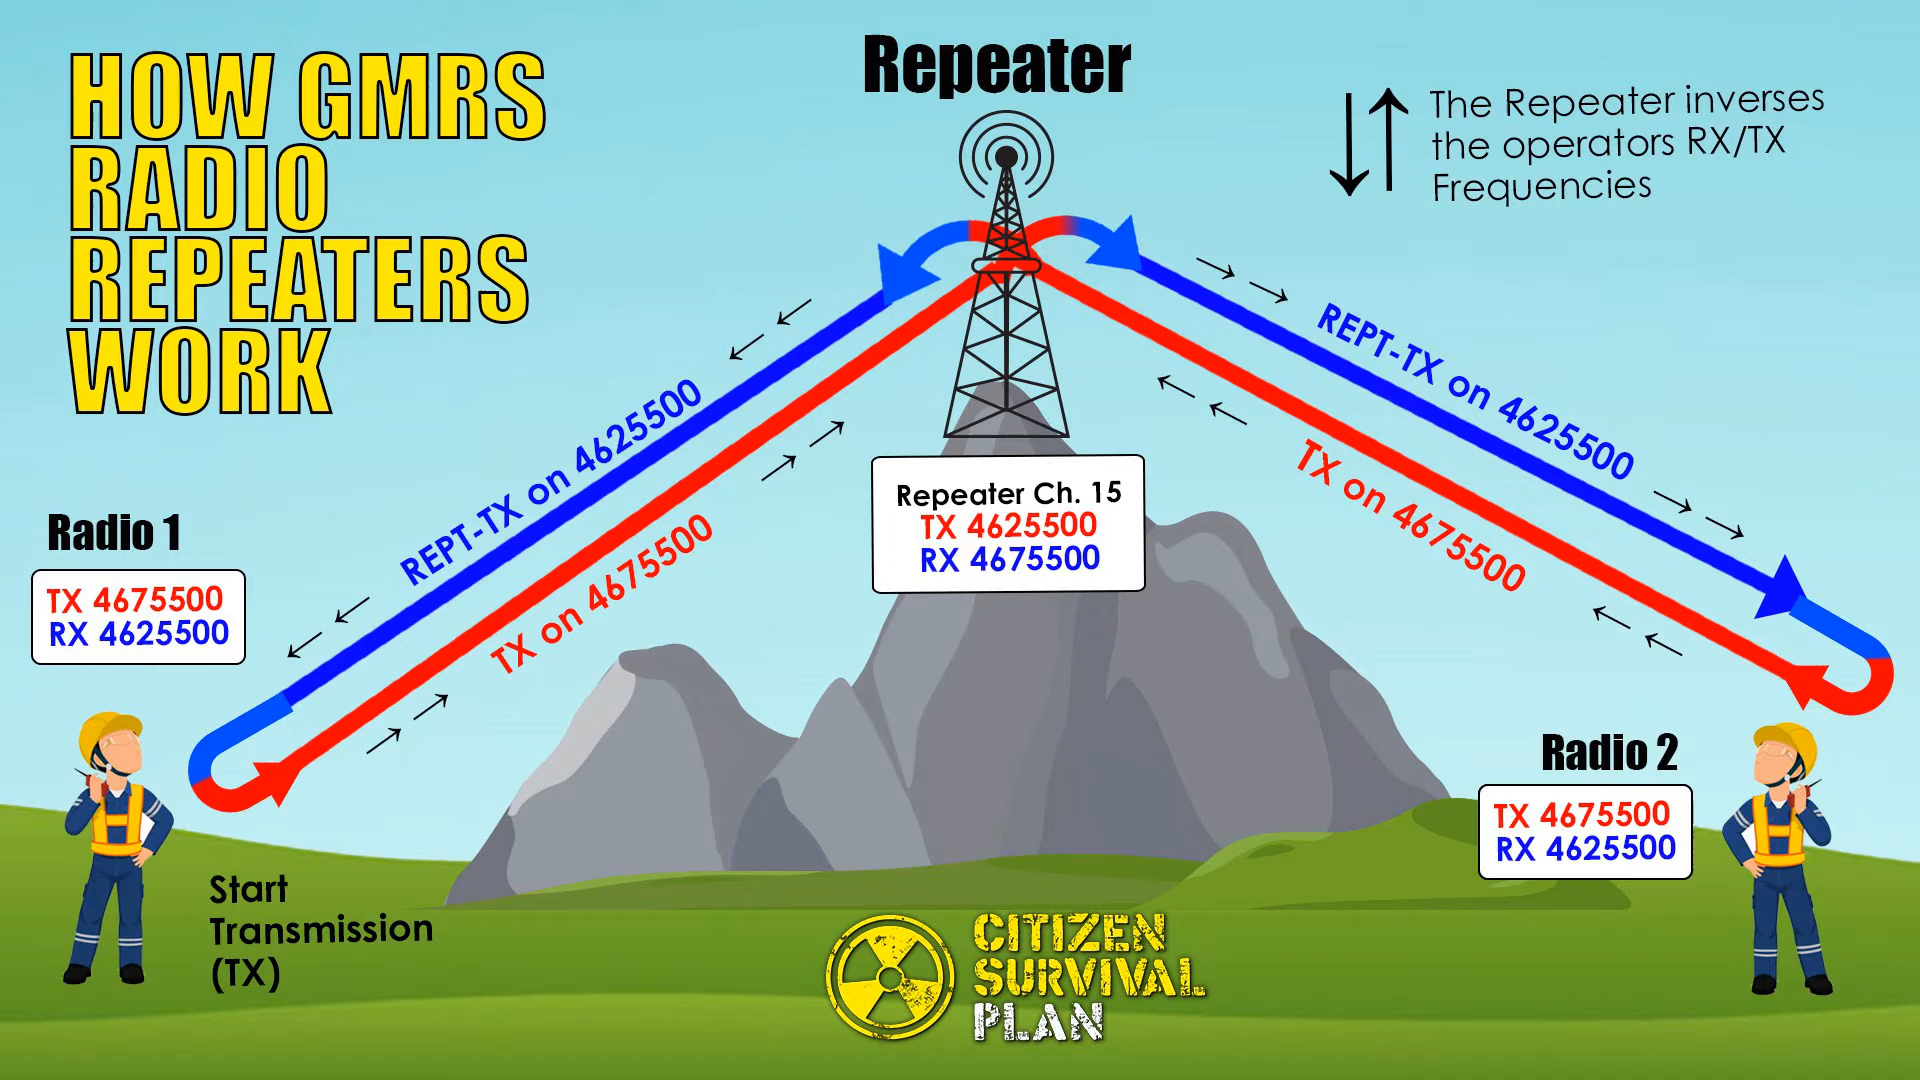 HOW GMRS
RADIO
REPEATERS
WORK
Repeater
The Repeater inverses
the operators RX/TX
Frequencies
REPT-TX on 4625500
TX on 4675500
REPT-TX on 4625500
TX on 4675500
Repeater Ch. 15
TX 4625500
RX 4675500
Radio 1
TX 4675500
RX 4625500
Start
Transmission
(TX)
Radio 2
TX 4675500
RX 4625500
CITIZEN
SURVIVAL
PLAN